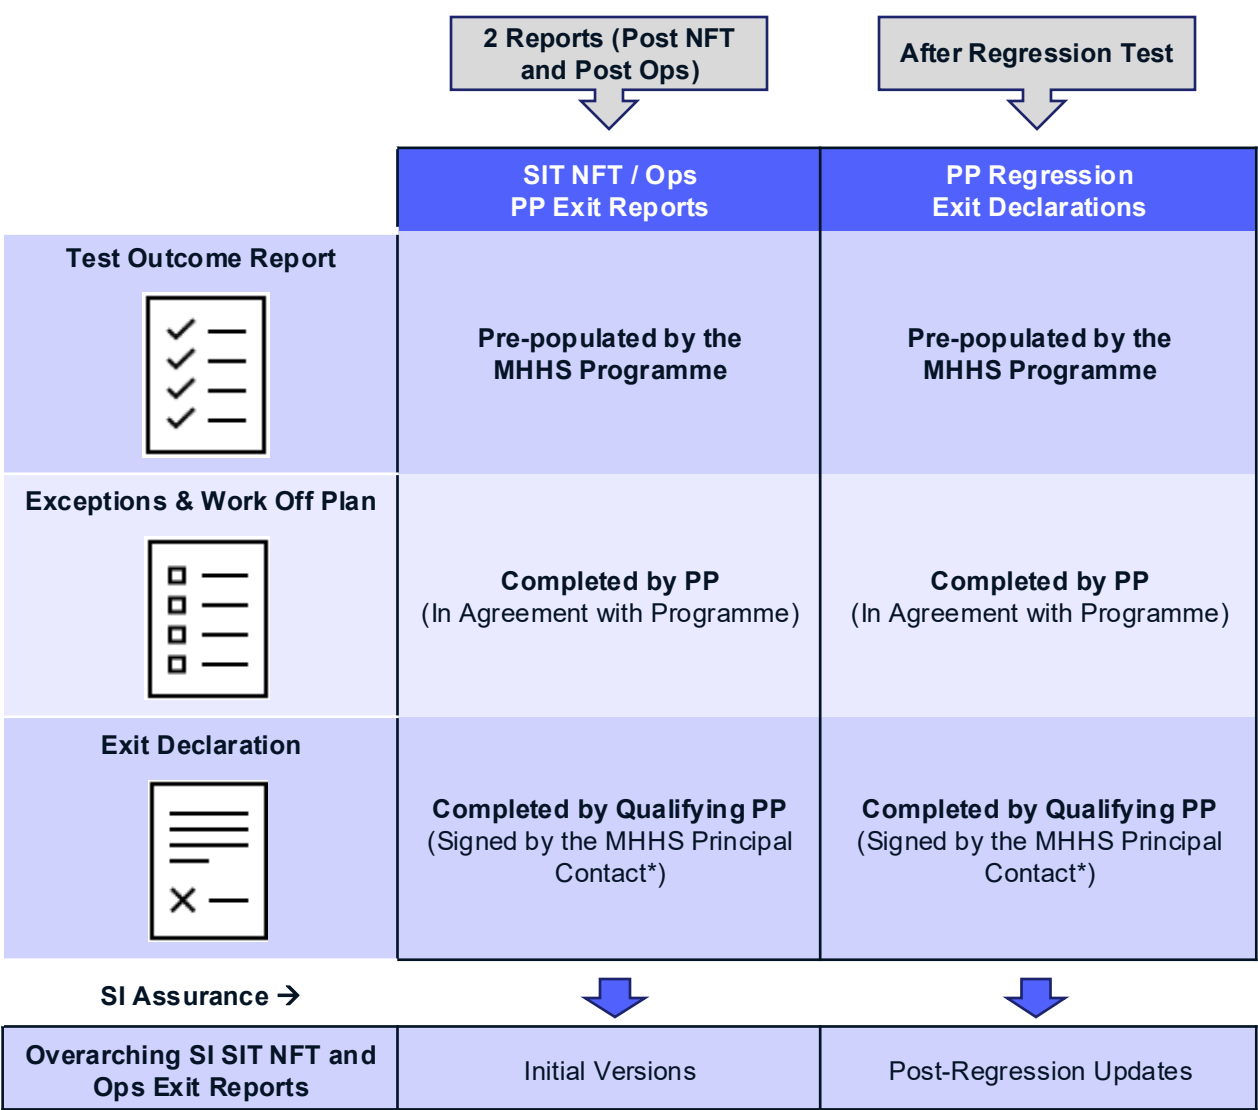 2 Reports (Post NFT
and Post Ops)
After Regression Test
SIT NFT / Ops
PP Exit Reports
PP Regression
Exit Declarations
Test Outcome Report
Pre-populated by the
MHHS Programme
Pre-populated by the
MHHS Programme
Exceptions & Work Off Plan
Completed by PP
(In Agreement with Programme)
Completed by PP
(In Agreement with Programme)
Exit Declaration
Completed by Qualifying PP
(Signed by the MHHS Principal
Contact*)
Completed by Qualifying PP
(Signed by the MHHS Principal
Contact*)
SI Assurance →
Overarching SI SIT NFT and
Ops Exit Reports
Initial Versions
Post-Regression Updates